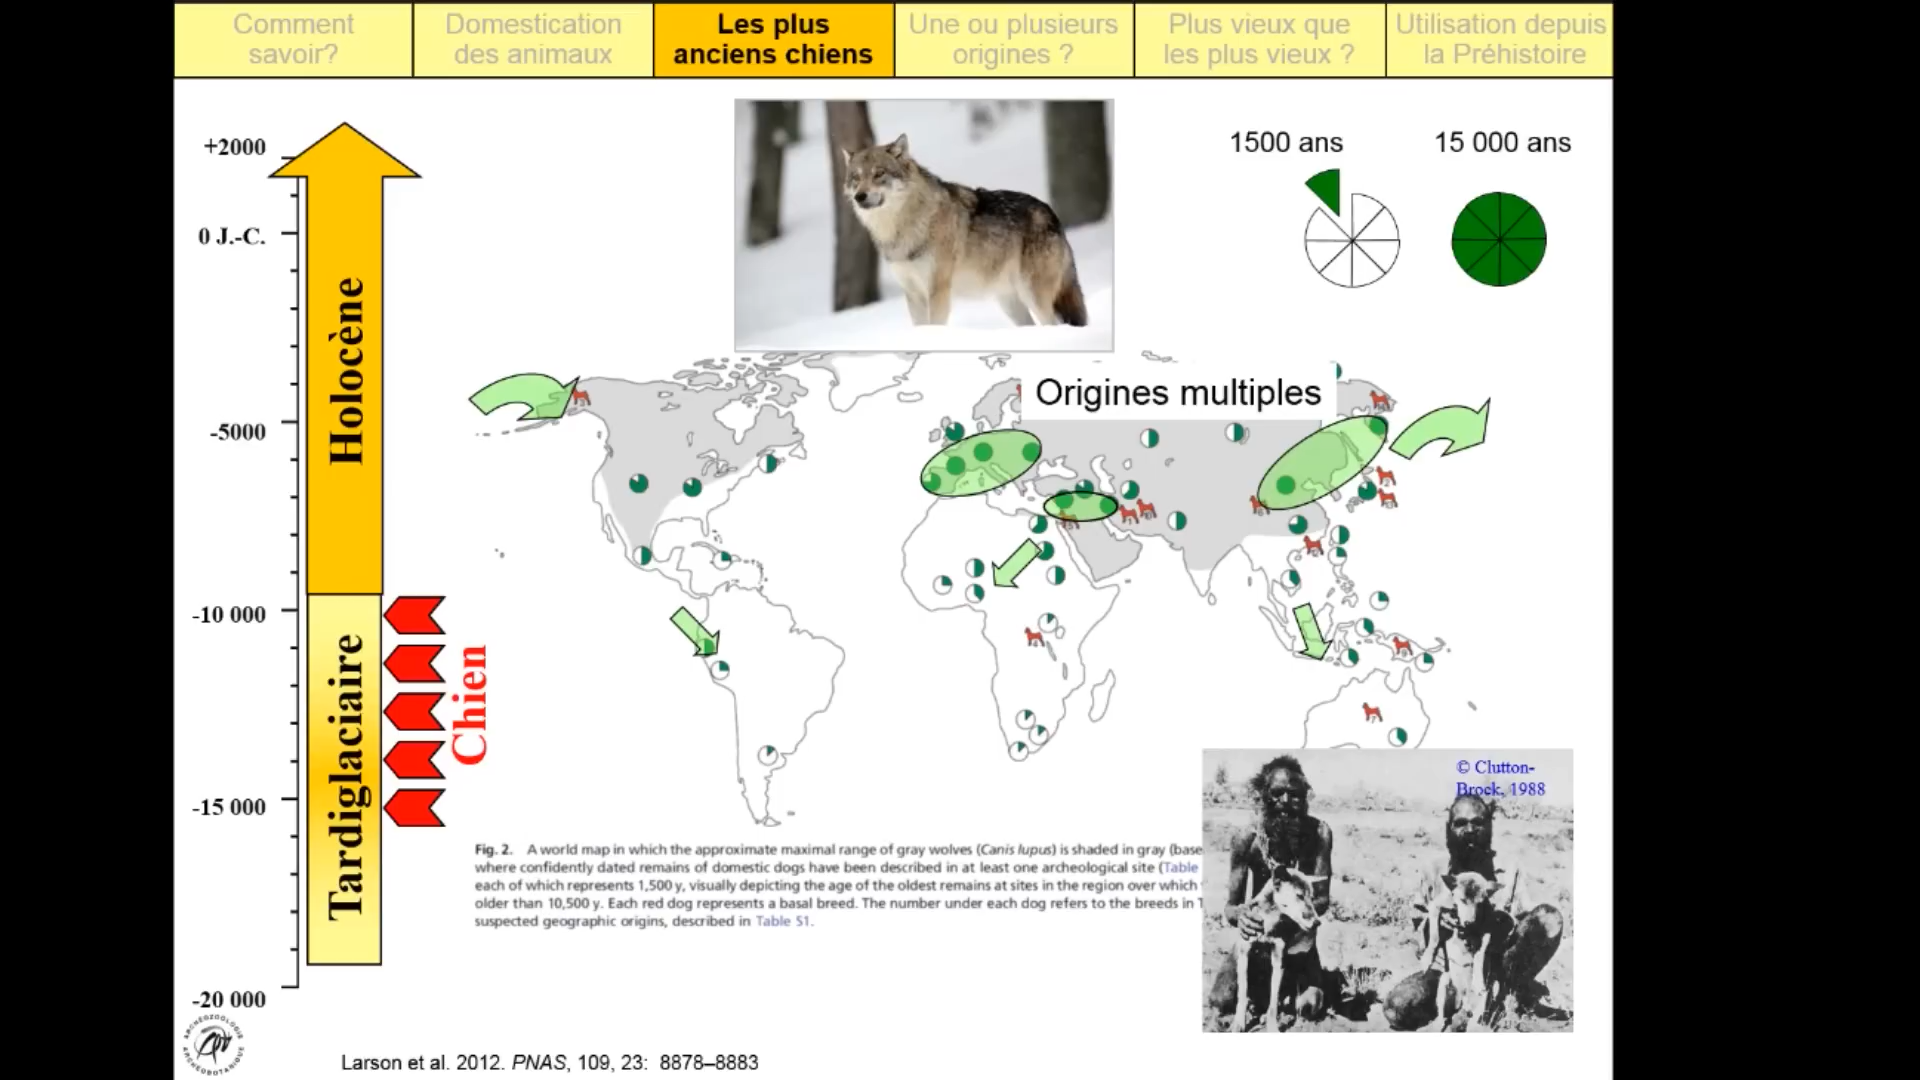 Comment
savoir?
Domestication
des animaux
Les plus
anciens chiens
Une ou plusieurs
origines ?
Plus vieux que
les plus vieux ?
Utilisation depuis
la Préhistoire
+2000
0 J.-C.
-5000
-10 000
-15 000
-20 000
Holocène
Tardiglaciaire
Chien
1500 ans
15 000 ans
Origines multiples
© Clutton-
Brock, 1988
Fig. 2. A world map in which the approximate maximal range of gray wolves (Canis lupus) is shaded in gray (base
where confidently dated remains of domestic dogs have been described in at least one archeological site (Table
each of which represents 1,500 y, visually depicting the age of the oldest remains at sites in the region over which
older than 10,500 y. Each red dog represents a basal breed. The number under each dog refers to the breeds in
suspected geographic origins, described in Table S1.
ARCHÉOZOOLOGIE
ARCHÉOBOTANIQUE
Larson et al. 2012. PNAS, 109, 23: 8878–8883